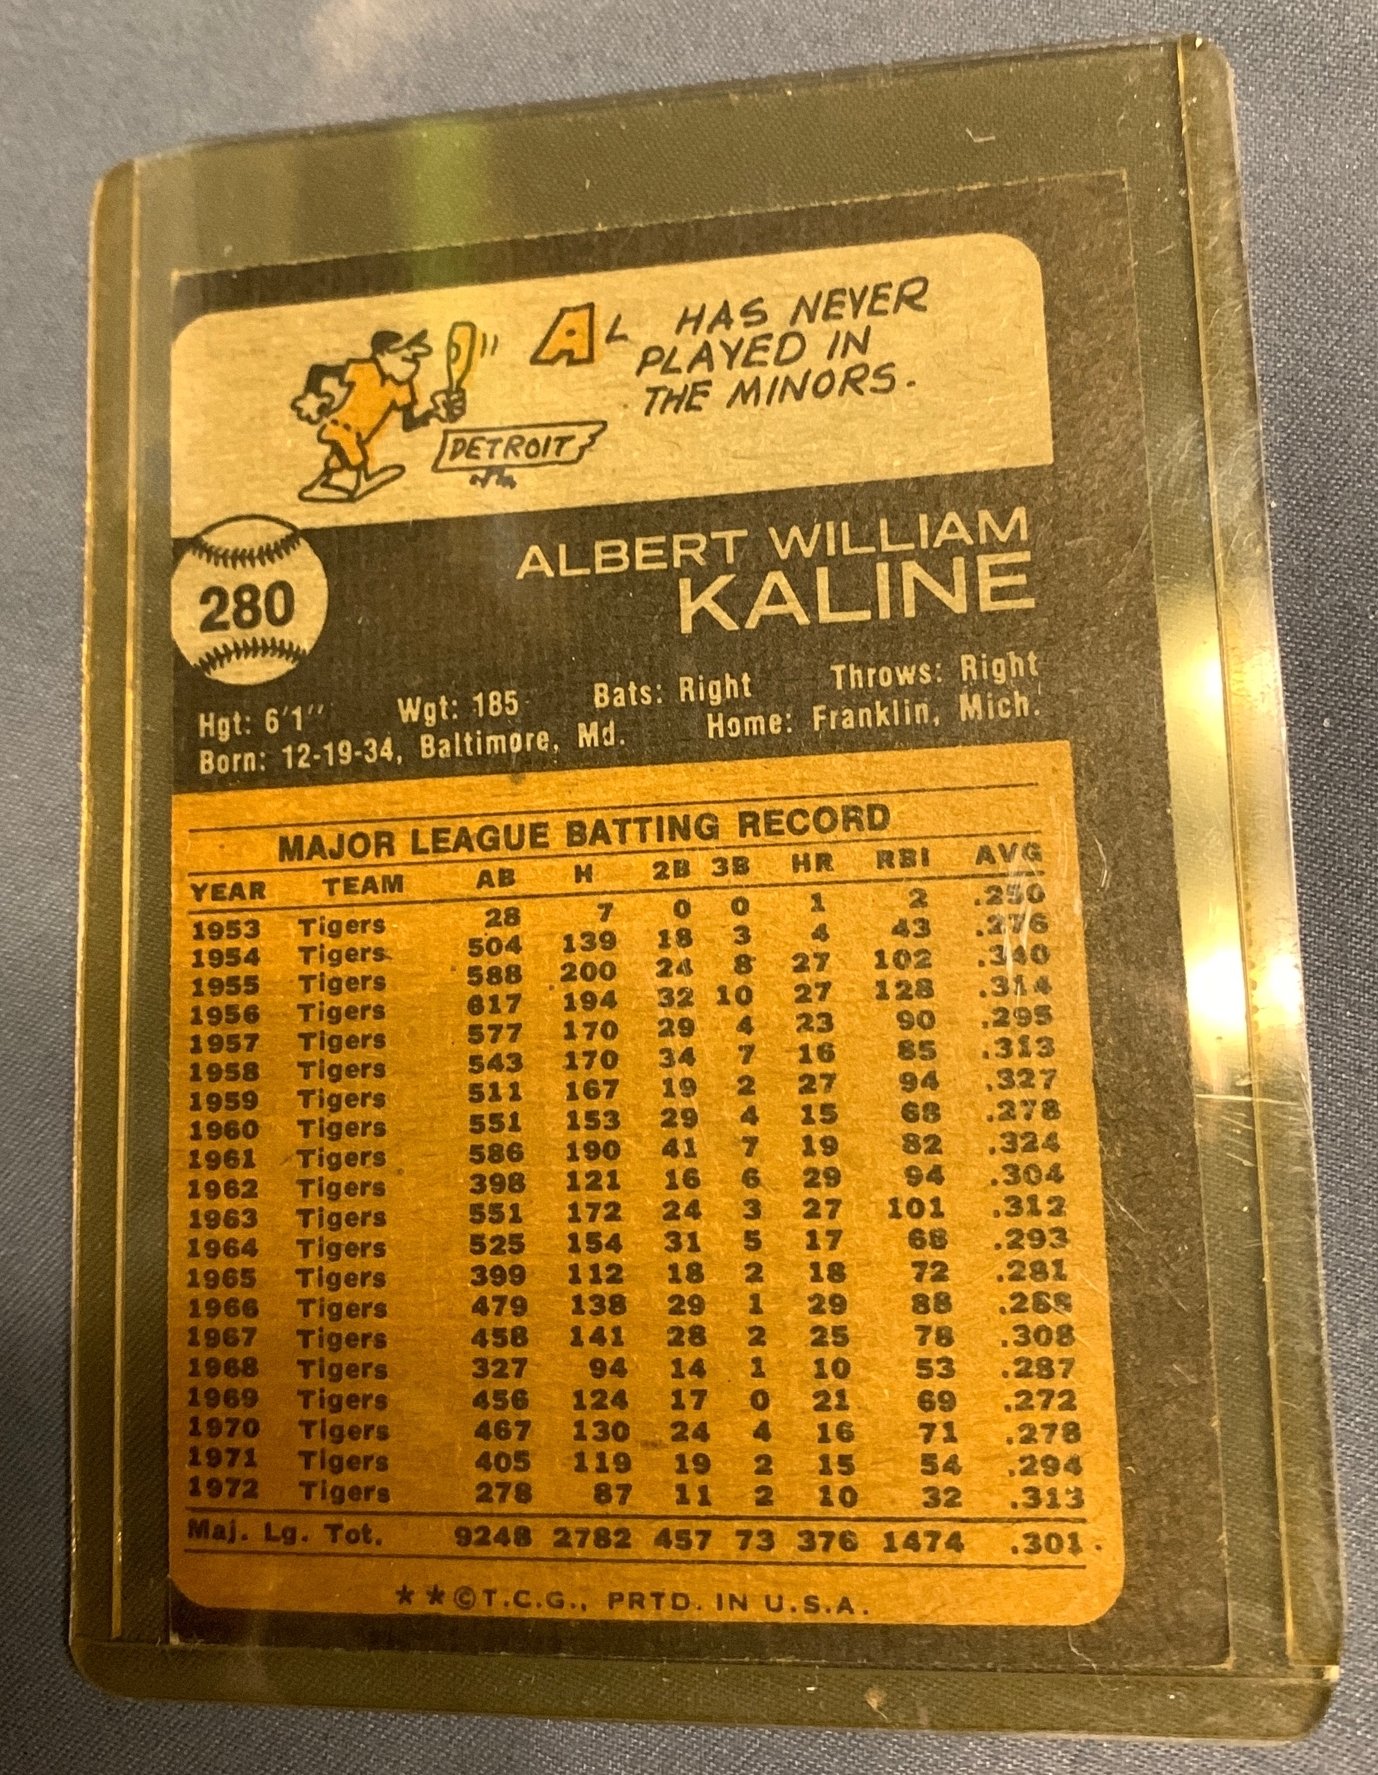 AL HAS NEVER
PLAYED IN
THE MINORS.
DETROIT
280
ALBERT WILLIAM
KALINE
Hgt: 6'1" Wgt: 185 Bats: Right Throws: Right
Born: 12-19-34, Baltimore, Md. Home: Franklin, Mich.
MAJOR LEAGUE BATTING RECORD
YEAR TEAM AB H 2B 3B HR RBI AVG
1953 Tigers 28 7 0 0 1 2 .250
1954 Tigers 504 139 18 3 4 43 .276
1955 Tigers 588 200 24 8 27 102 .340
1956 Tigers 617 194 32 10 27 128 .314
1957 Tigers 577 170 29 4 23 90 .295
1958 Tigers 543 170 34 7 16 85 .313
1959 Tigers 511 167 19 2 27 94 .327
1960 Tigers 551 153 29 4 15 68 .278
1961 Tigers 586 190 41 7 19 82 .324
1962 Tigers 398 121 16 6 29 94 .304
1963 Tigers 551 172 24 3 27 101 .312
1964 Tigers 525 154 31 5 17 68 .293
1965 Tigers 399 112 18 2 18 72 .281
1966 Tigers 479 138 29 1 29 88 .288
1967 Tigers 458 141 28 2 25 78 .308
1968 Tigers 327 94 14 1 10 53 .287
1969 Tigers 456 124 17 0 21 69 .272
1970 Tigers 467 130 24 4 16 71 .278
1971 Tigers 405 119 19 2 15 54 .294
1972 Tigers 278 87 11 2 10 32 .313
Maj. Lg. Tot. 9248 2782 457 73 376 1474 .301
**©T.C.G., PRTD. IN U.S.A.